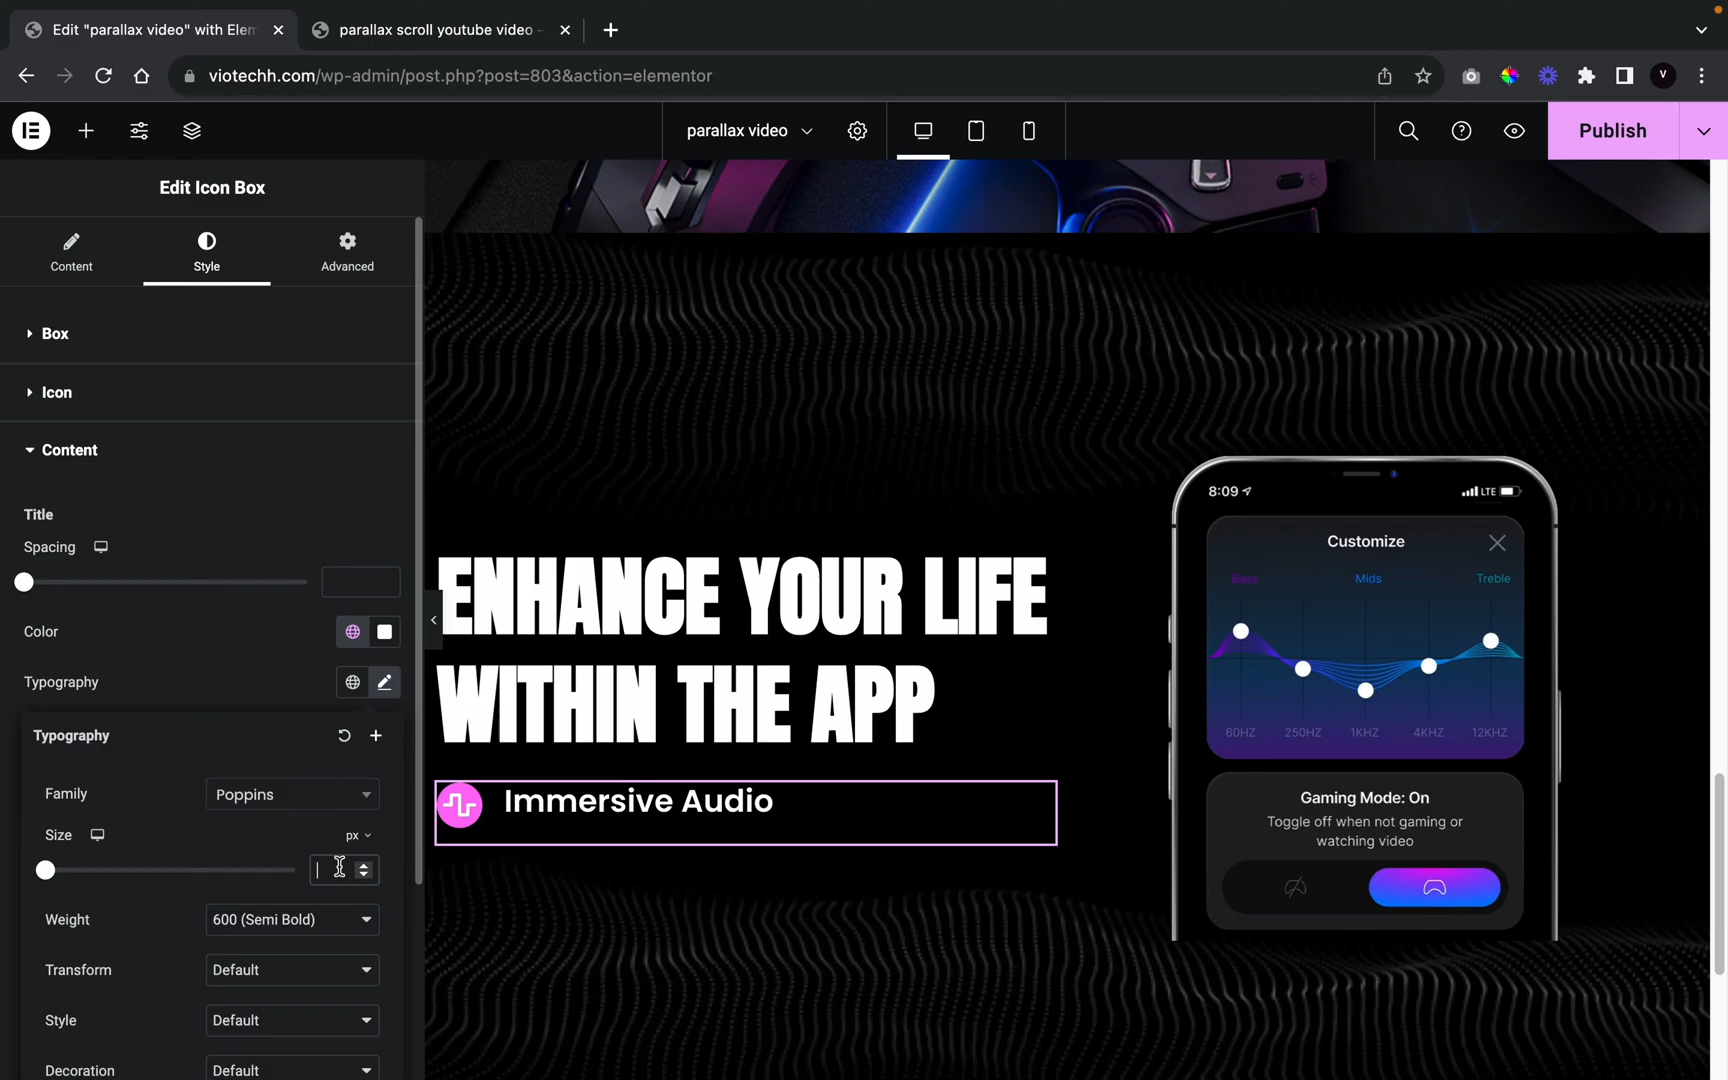 Edit "parallax video" with Elem
parallax scroll youtube video -
viotechh.com/wp-admin/post.php?post=803&action=elementor
V
parallax video
Publish
Edit Icon Box
Content
Style
Advanced
Box
Icon
Content
Title
Spacing
Color
Typography
Typography
Family
Poppins
Size
px
Weight
600 (Semi Bold)
Transform
Default
Style
Default
Decoration
Default
ENHANCE YOUR LIFE
WITHIN THE APP
Immersive Audio
8:09
LTE
Customize
Bass
Mids
Treble
60HZ
250HZ
1KHZ
4KHZ
12KHZ
Gaming Mode: On
Toggle off when not gaming or
watching video